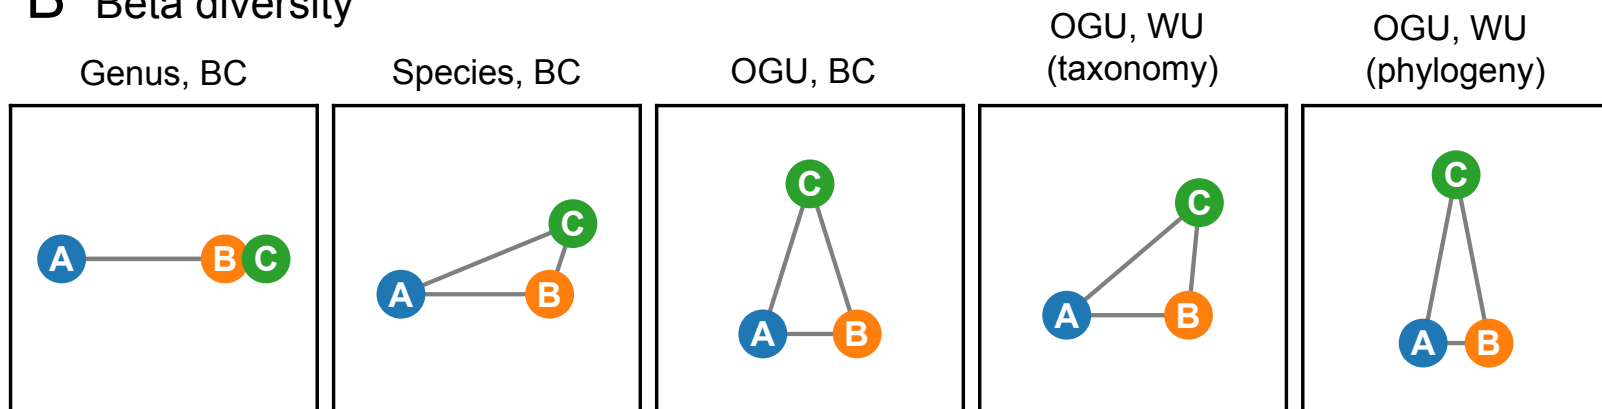 B Beta diversity
Genus, BC
Species, BC
OGU, BC
OGU, WU
(taxonomy)
OGU, WU
(phylogeny)
A B C
A B C
A B C
A B C
A B C